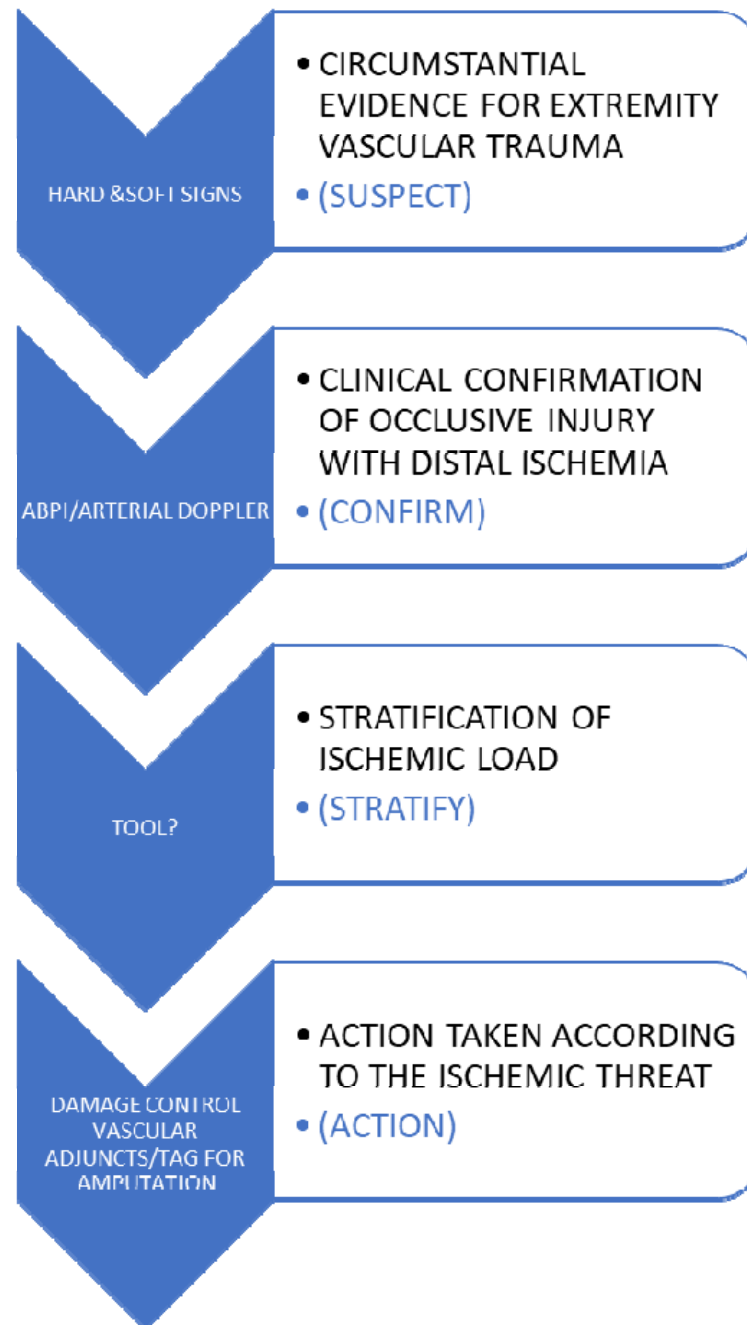 HARD &SOFT SIGNS
• CIRCUMSTANTIAL
EVIDENCE FOR EXTREMITY
VASCULAR TRAUMA
• (SUSPECT)
ABPI/ARTERIAL DOPPLER
• CLINICAL CONFIRMATION
OF OCCLUSIVE INJURY
WITH DISTAL ISCHEMIA
• (CONFIRM)
TOOL?
• STRATIFICATION OF
ISCHEMIC LOAD
• (STRATIFY)
DAMAGE CONTROL
VASCULAR
ADJUNCTS/TAG FOR
AMPUTATION
• ACTION TAKEN ACCORDING
TO THE ISCHEMIC THREAT
• (ACTION)